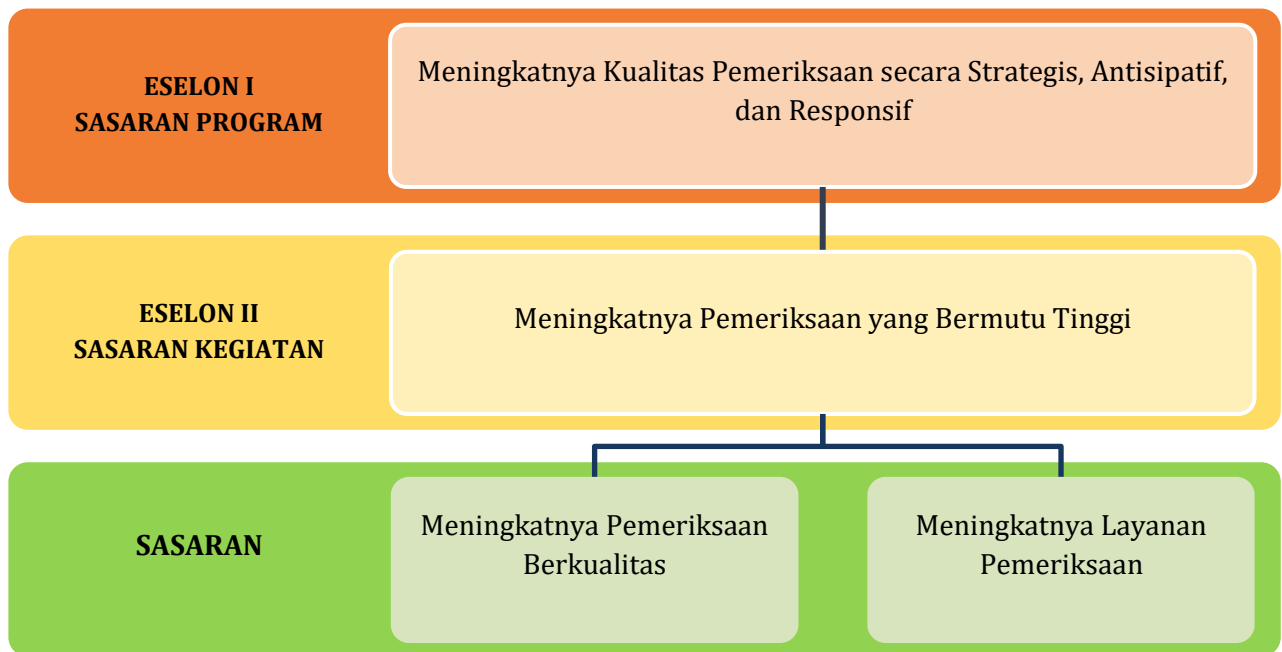 ESELON I
SASARAN PROGRAM
Meningkatnya Kualitas Pemeriksaan secara Strategis, Antisipatif,
dan Responsif
ESELON II
SASARAN KEGIATAN
Meningkatnya Pemeriksaan yang Bermutu Tinggi
SASARAN
Meningkatnya Pemeriksaan
Berkualitas
Meningkatnya Layanan
Pemeriksaan